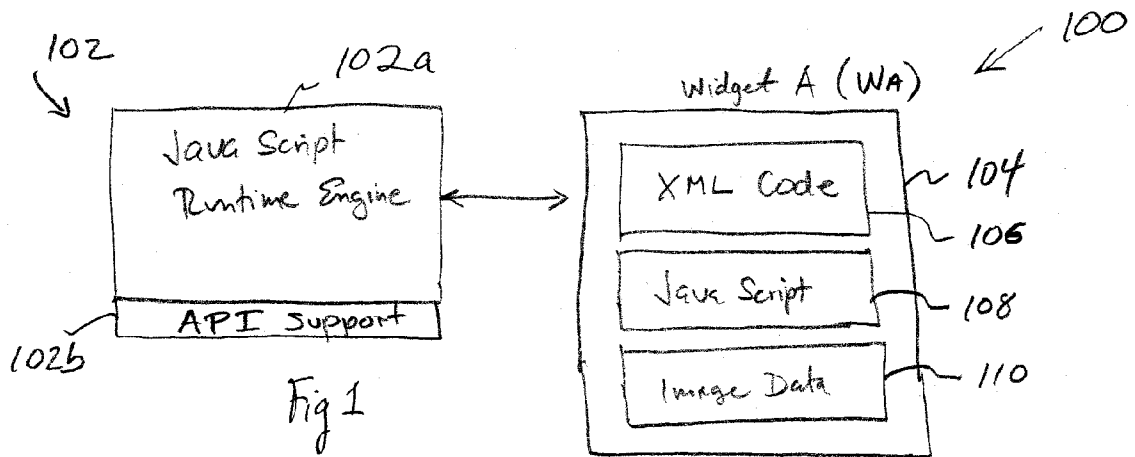 102
102a
Java Script
Runtime Engine
API Support
102b
Fig 1
100
Widget A (WA)
XML Code
104
106
Java Script
108
Image Data
110